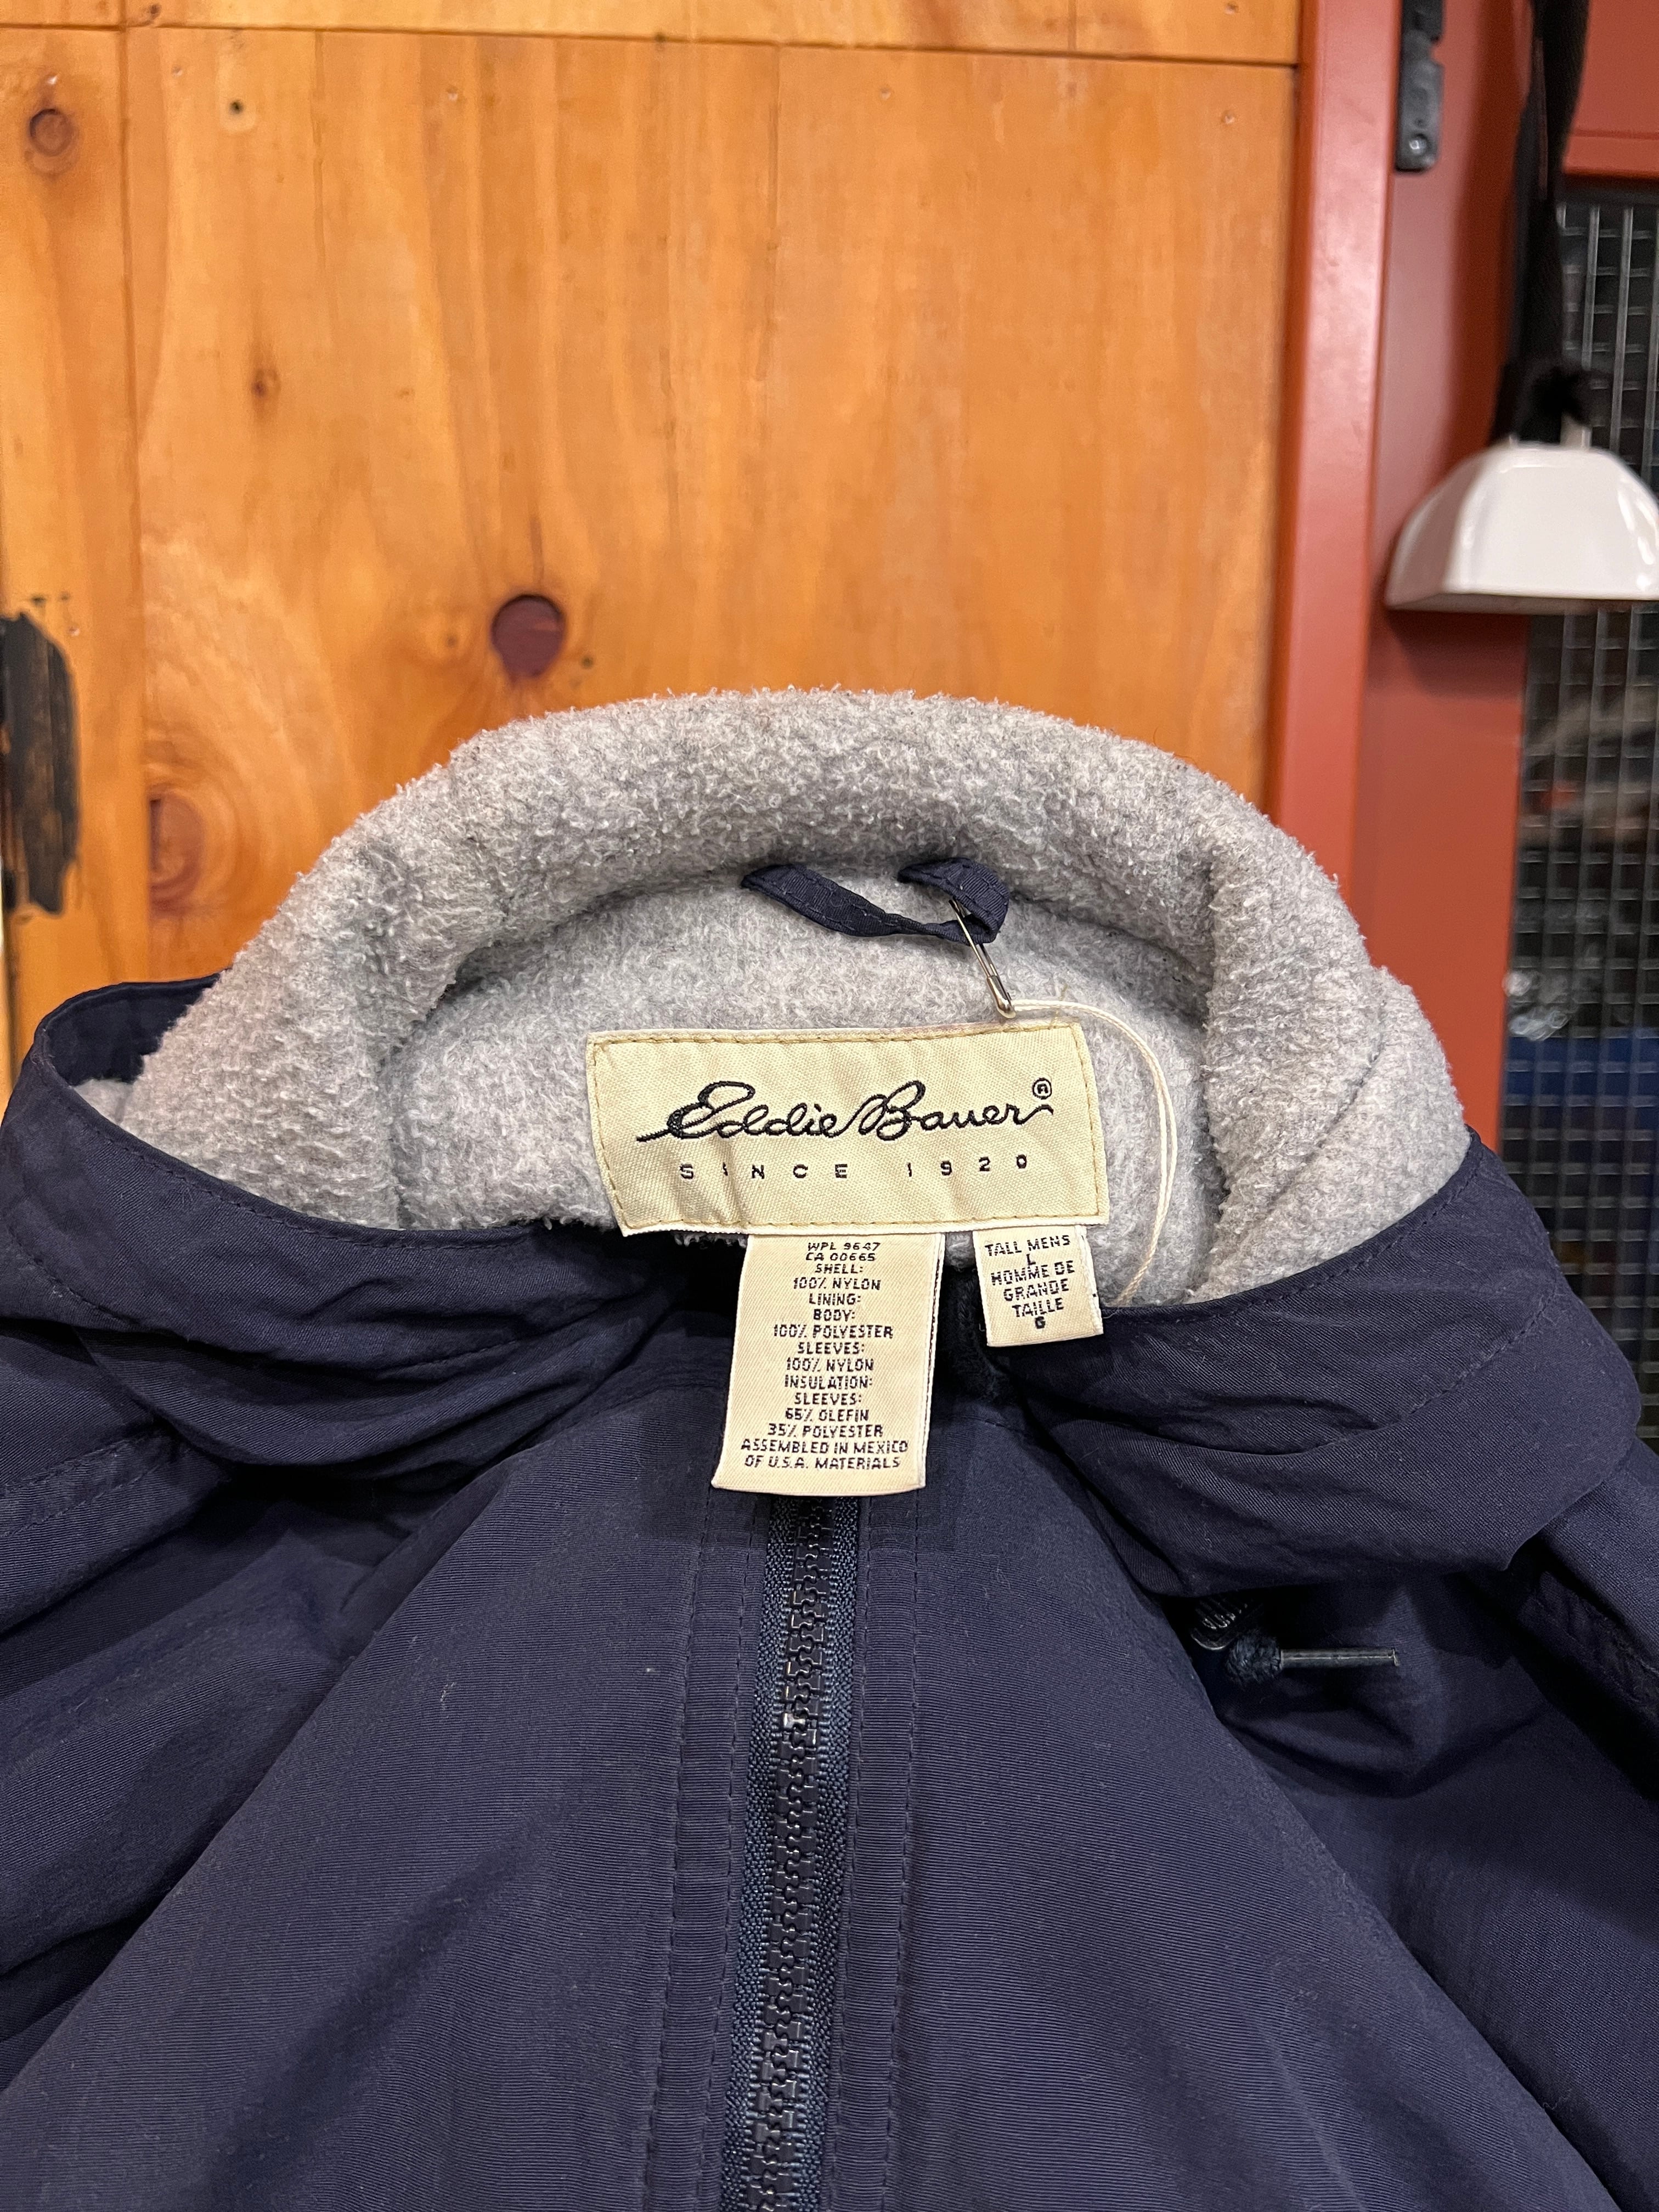 Eddie Bauer®
SINCE 1920
WPL 9647
CA 00665
SHELL:
100% NYLON
LINING:
BODY:
100% POLYESTER
SLEEVES:
100% NYLON
INSULATION:
SLEEVES:
65% OLEFIN
35% POLYESTER
ASSEMBLED IN MEXICO
OF U.S.A. MATERIALS
TALL MENS
L
HOMME DE
GRANDE
TAILLE
G